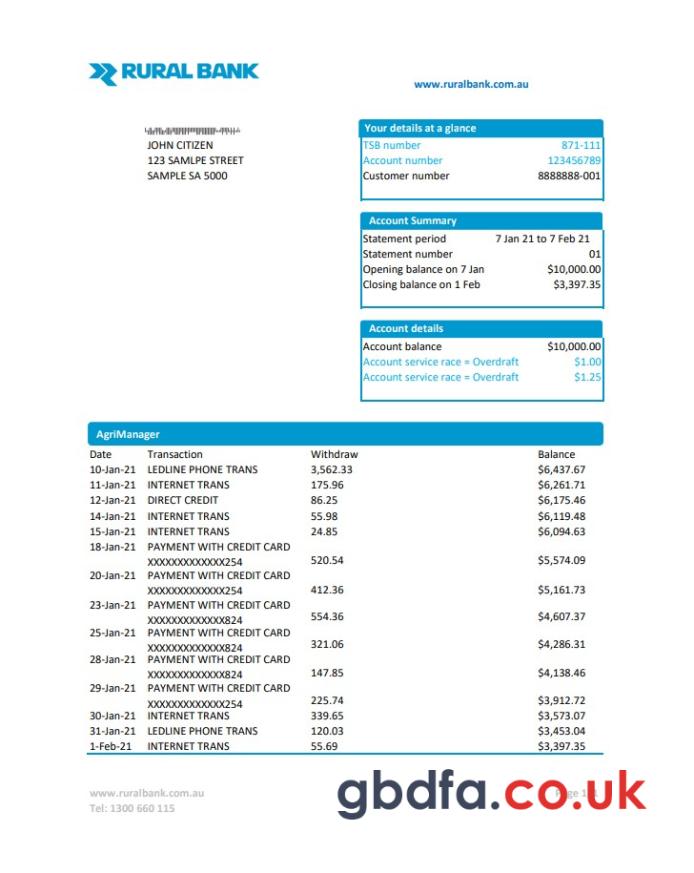 RURAL BANK
www.ruralbank.com.au
JOHN CITIZEN
123 SAMLPE STREET
SAMPLE SA 5000
Your details at a glance
TSB number 871-111
Account number 123456789
Customer number 8888888-001
Account Summary
Statement period 7 Jan 21 to 7 Feb 21
Statement number 01
Opening balance on 7 Jan $10,000.00
Closing balance on 1 Feb $3,397.35
Account details
Account balance $10,000.00
Account service race = Overdraft $1.00
Account service race = Overdraft $1.25
AgriManager
Date Transaction Withdraw Balance
10-Jan-21 LEDLINE PHONE TRANS 3,562.33 $6,437.67
11-Jan-21 INTERNET TRANS 175.96 $6,261.71
12-Jan-21 DIRECT CREDIT 86.25 $6,175.46
14-Jan-21 INTERNET TRANS 55.98 $6,119.48
15-Jan-21 INTERNET TRANS 24.85 $6,094.63
18-Jan-21 PAYMENT WITH CREDIT CARD
XXXXXXXXXXXXX254 520.54 $5,574.09
20-Jan-21 PAYMENT WITH CREDIT CARD
XXXXXXXXXXXXX254 412.36 $5,161.73
23-Jan-21 PAYMENT WITH CREDIT CARD
XXXXXXXXXXXXX824 554.36 $4,607.37
25-Jan-21 PAYMENT WITH CREDIT CARD
XXXXXXXXXXXXX824 321.06 $4,286.31
28-Jan-21 PAYMENT WITH CREDIT CARD
XXXXXXXXXXXXX824 147.85 $4,138.46
29-Jan-21 PAYMENT WITH CREDIT CARD
XXXXXXXXXXXXX254 225.74 $3,912.72
30-Jan-21 INTERNET TRANS 339.65 $3,573.07
31-Jan-21 LEDLINE PHONE TRANS 120.03 $3,453.04
1-Feb-21 INTERNET TRANS 55.69 $3,397.35
www.ruralbank.com.au
Tel: 1300 660 115
gbdfa.co.uk